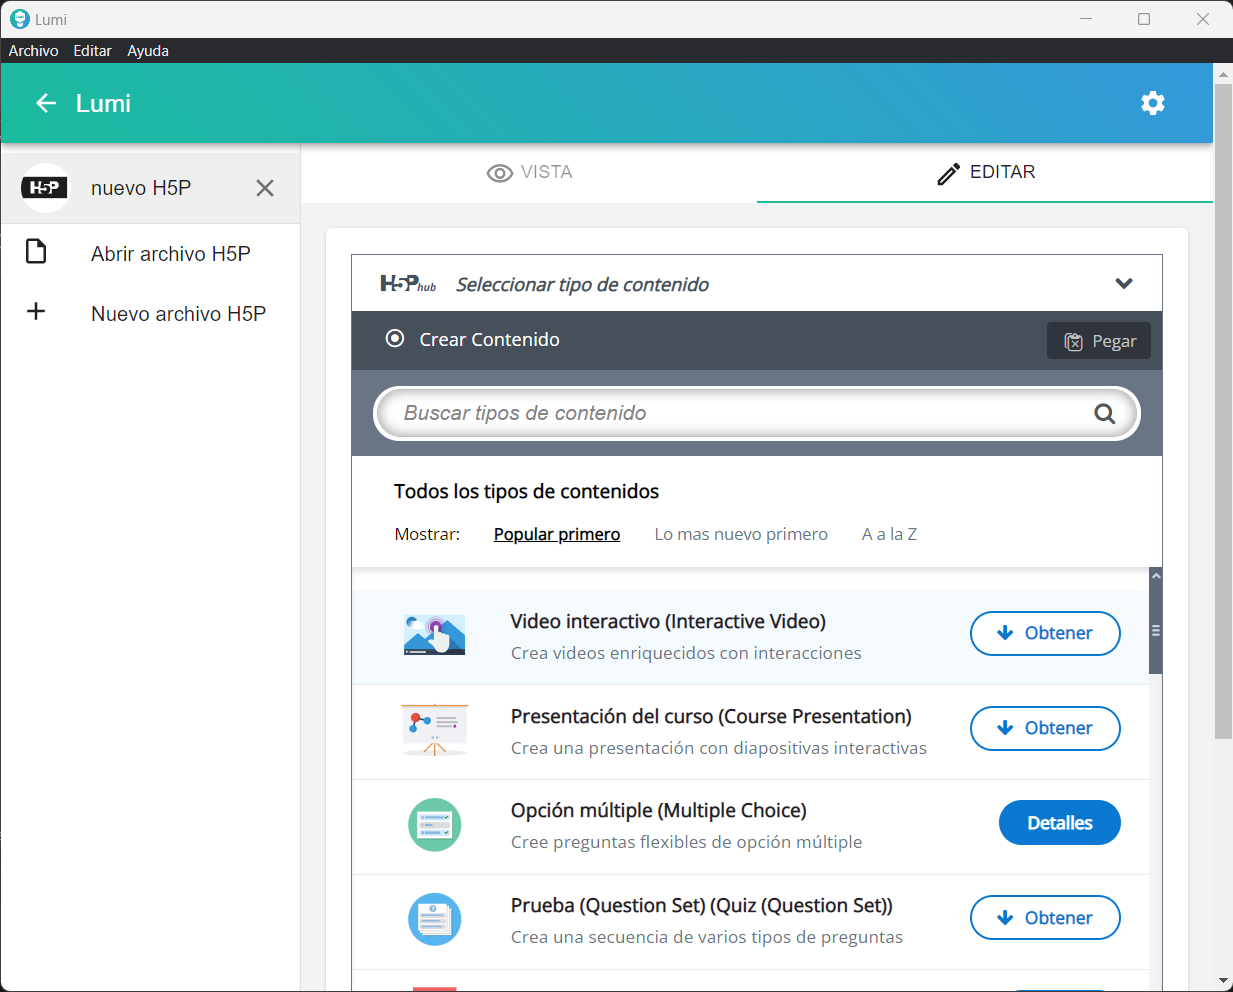 Lumi
Archivo Editar Ayuda
Lumi
H5P nuevo H5P
Abrir archivo H5P
Nuevo archivo H5P
VISTA
EDITAR
H5P hub Seleccionar tipo de contenido
Crear Contenido
Pegar
Buscar tipos de contenido
Todos los tipos de contenidos
Mostrar: Popular primero Lo mas nuevo primero A a la Z
Video interactivo (Interactive Video)
Crea videos enriquecidos con interacciones
Obtener
Presentación del curso (Course Presentation)
Crea una presentación con diapositivas interactivas
Obtener
Opción múltiple (Multiple Choice)
Cree preguntas flexibles de opción múltiple
Detalles
Prueba (Question Set) (Quiz (Question Set))
Crea una secuencia de varios tipos de preguntas
Obtener